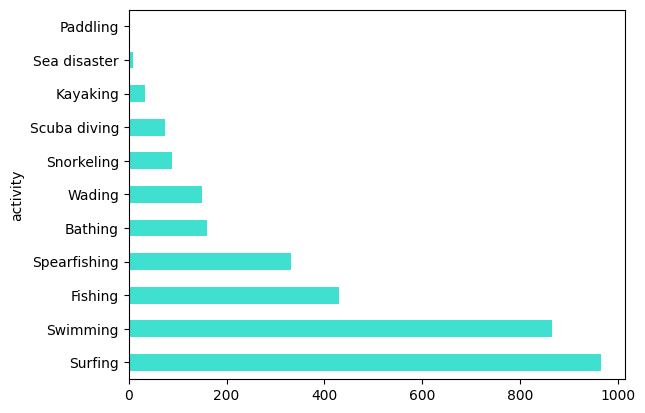 Paddling
Sea disaster
Kayaking
Scuba diving
Snorkeling
Wading
Bathing
Spearfishing
Fishing
Swimming
Surfing
activity
0 200 400 600 800 1000